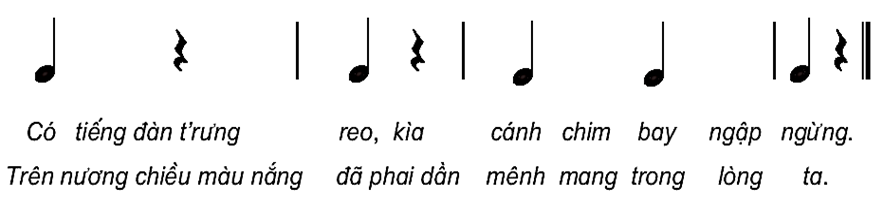 Có tiếng đàn t'rưng reo, kìa cánh chim bay ngập ngừng.
Trên nương chiều màu nắng đã phai dần mênh mang trong lòng ta.